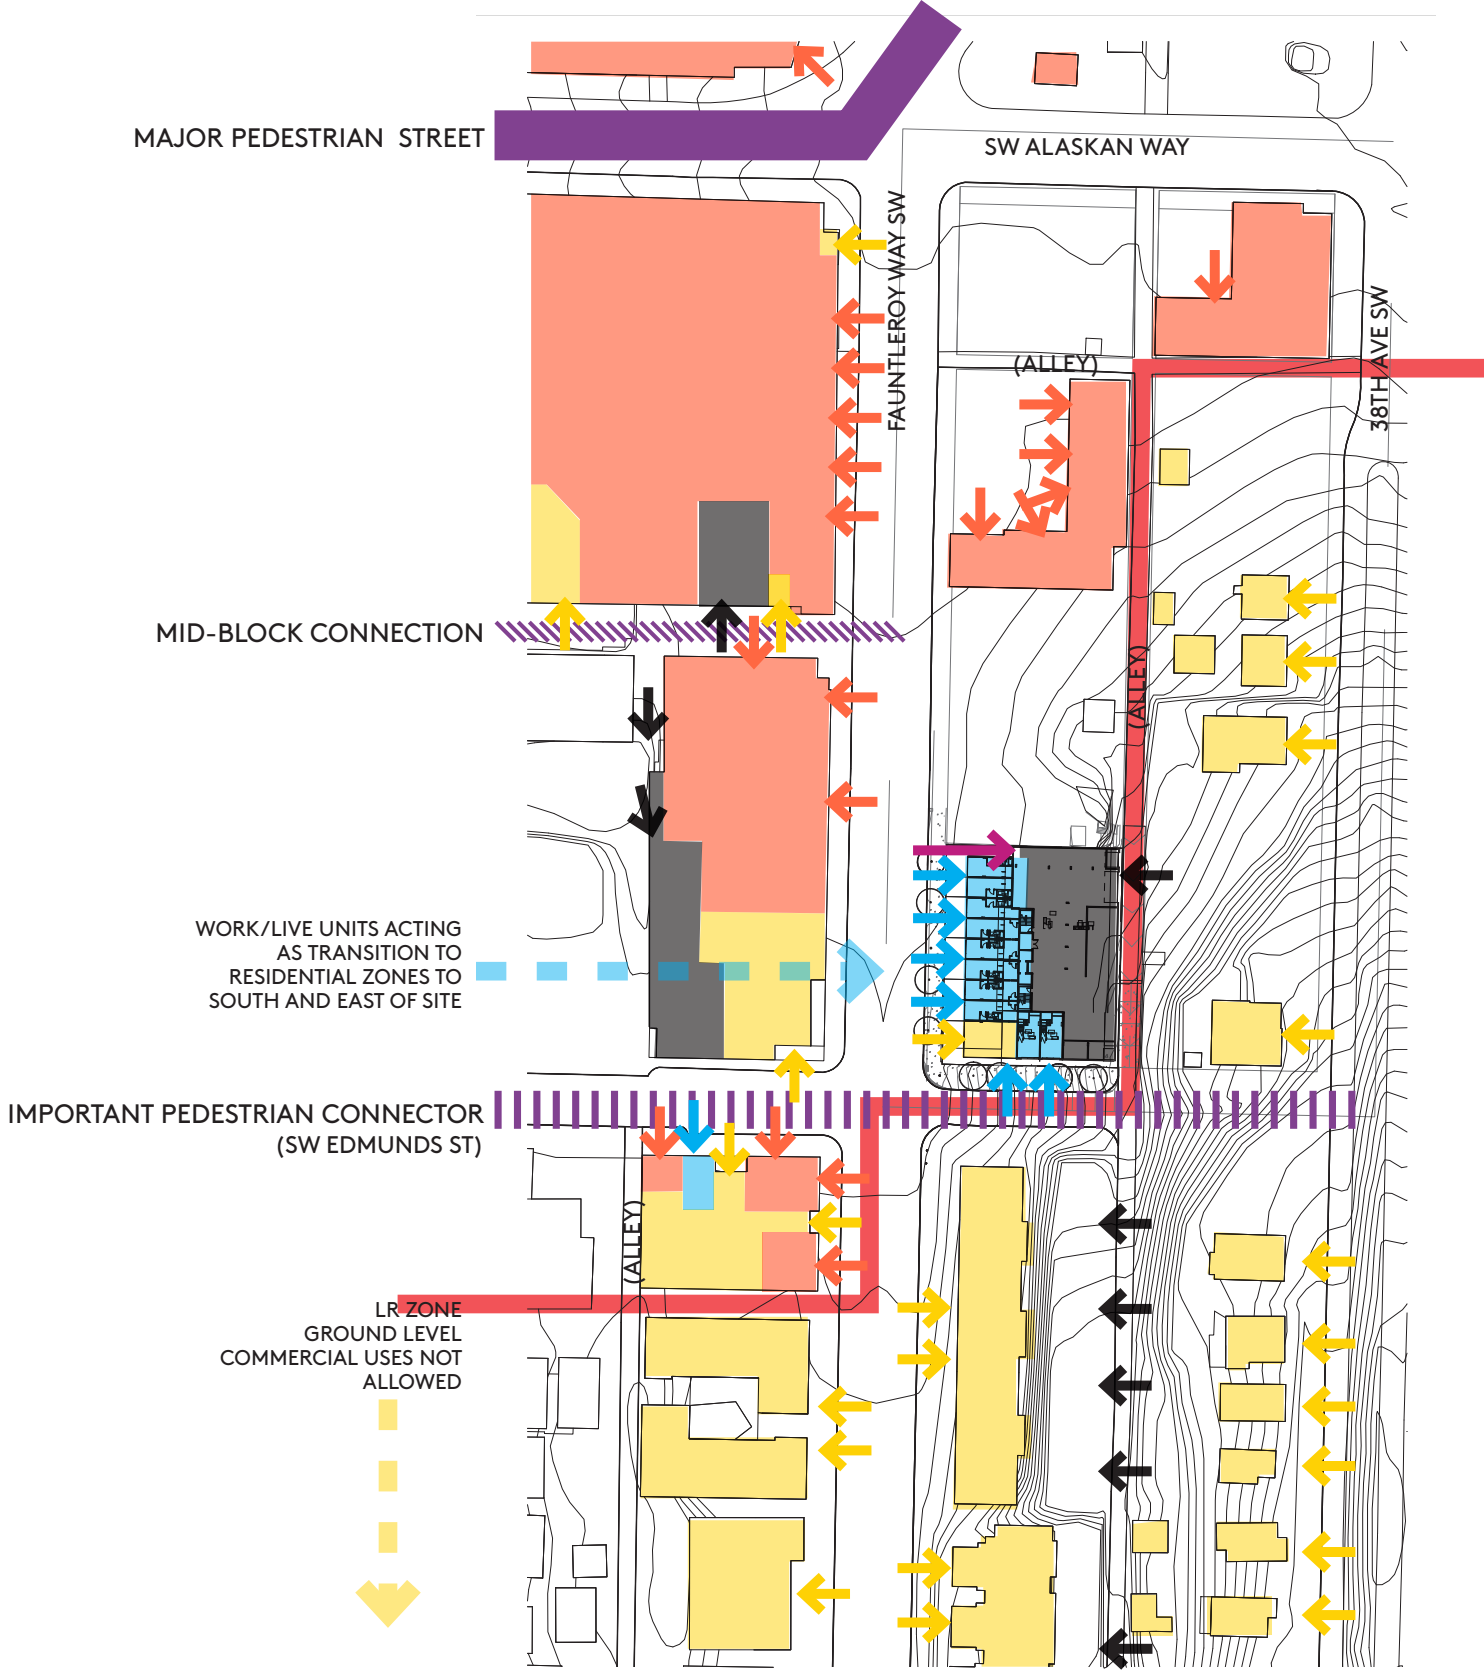 MAJOR PEDESTRIAN STREET
SW ALASKAN WAY
FAUNTLEROY WAY SW
38TH AVE SW
(ALLEY)
MID-BLOCK CONNECTION
(ALLEY)
WORK/LIVE UNITS ACTING
AS TRANSITION TO
RESIDENTIAL ZONES TO
SOUTH AND EAST OF SITE
IMPORTANT PEDESTRIAN CONNECTOR
(SW EDMUNDS ST)
(ALLEY)
LR ZONE
GROUND LEVEL
COMMERCIAL USES NOT
ALLOWED